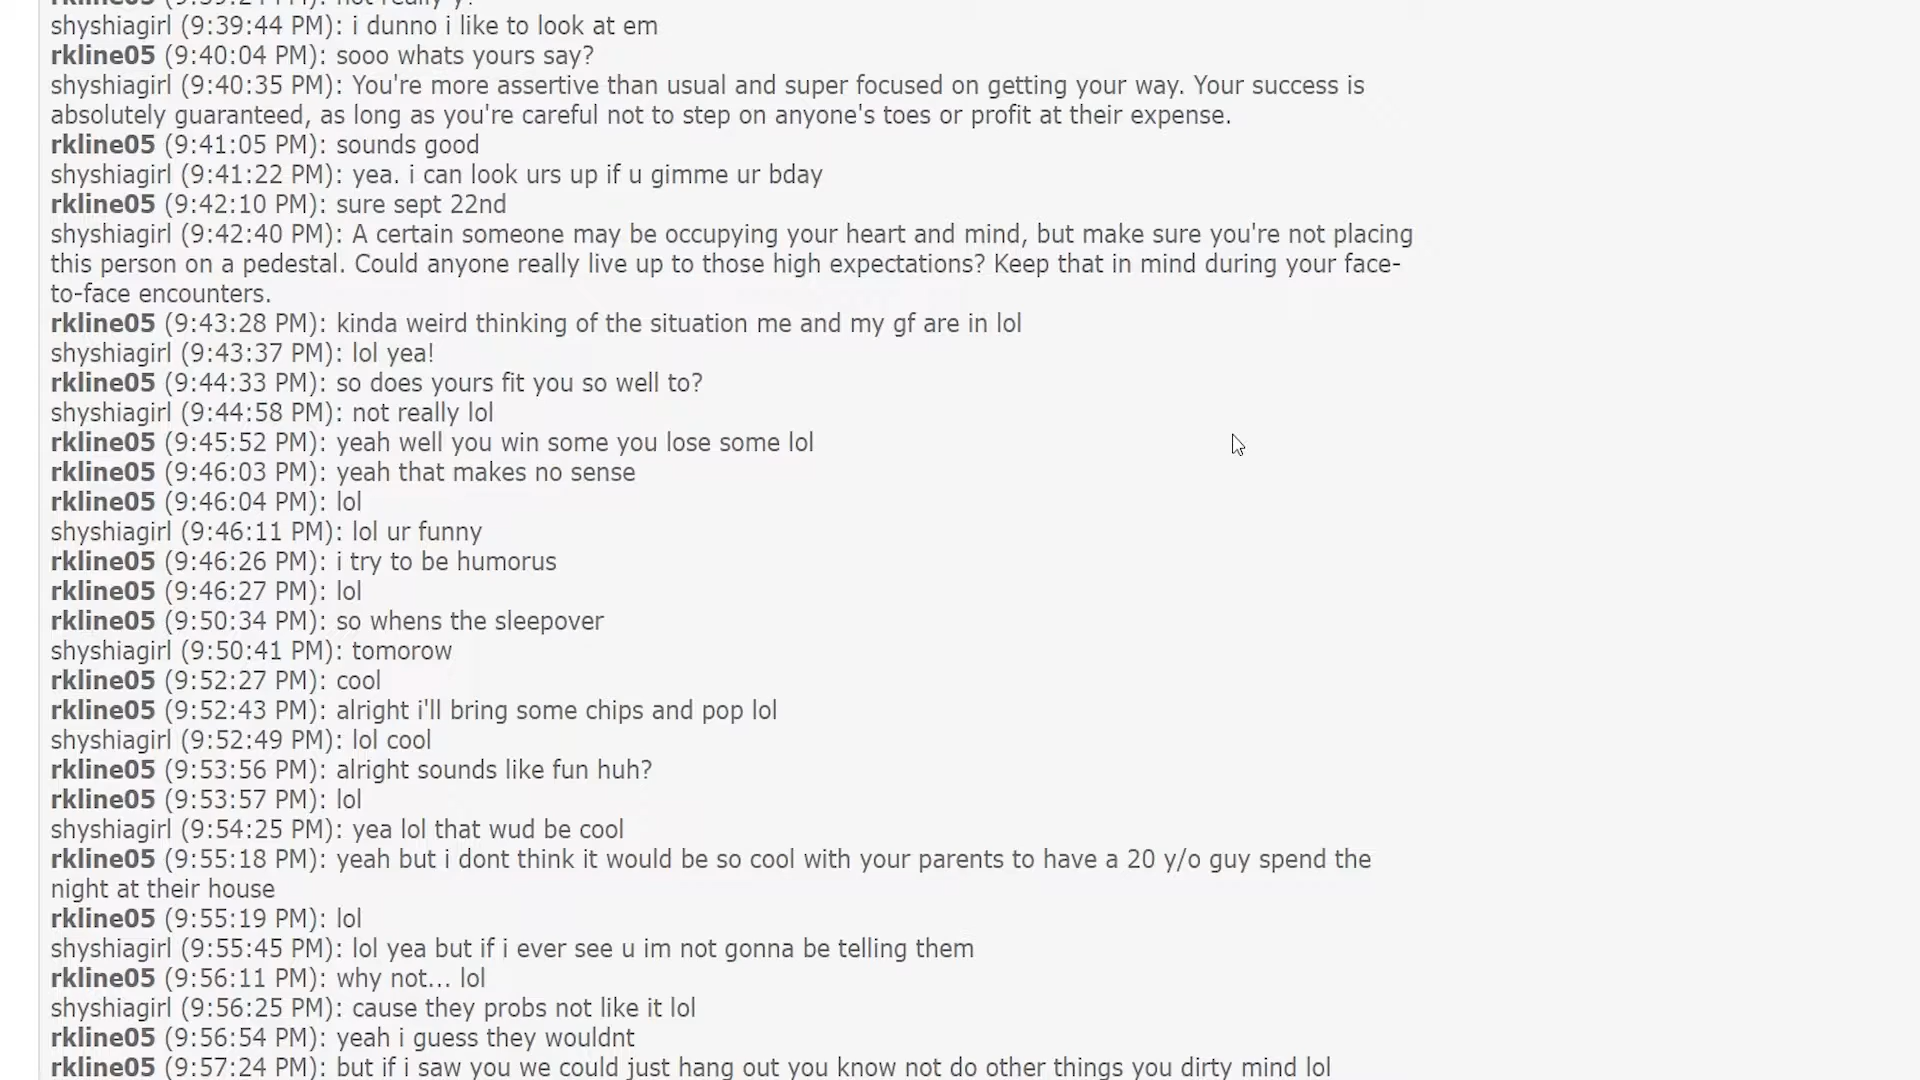 shyshiagirl (9:39:44 PM): i dunno i like to look at em
rkline05 (9:40:04 PM): sooo whats yours say?
shyshiagirl (9:40:35 PM): You're more assertive than usual and super focused on getting your way. Your success is
absolutely guaranteed, as long as you're careful not to step on anyone's toes or profit at their expense.
rkline05 (9:41:05 PM): sounds good
shyshiagirl (9:41:22 PM): yea. i can look urs up if u gimme ur bday
rkline05 (9:42:10 PM): sure sept 22nd
shyshiagirl (9:42:40 PM): A certain someone may be occupying your heart and mind, but make sure you're not placing
this person on a pedestal. Could anyone really live up to those high expectations? Keep that in mind during your face-
to-face encounters.
rkline05 (9:43:28 PM): kinda weird thinking of the situation me and my gf are in lol
shyshiagirl (9:43:37 PM): lol yea!
rkline05 (9:44:33 PM): so does yours fit you so well to?
shyshiagirl (9:44:58 PM): not really lol
rkline05 (9:45:52 PM): yeah well you win some you lose some lol
rkline05 (9:46:03 PM): yeah that makes no sense
rkline05 (9:46:04 PM): lol
shyshiagirl (9:46:11 PM): lol ur funny
rkline05 (9:46:26 PM): i try to be humorus
rkline05 (9:46:27 PM): lol
rkline05 (9:50:34 PM): so whens the sleepover
shyshiagirl (9:50:41 PM): tomorow
rkline05 (9:52:27 PM): cool
rkline05 (9:52:43 PM): alright i'll bring some chips and pop lol
shyshiagirl (9:52:49 PM): lol cool
rkline05 (9:53:56 PM): alright sounds like fun huh?
rkline05 (9:53:57 PM): lol
shyshiagirl (9:54:25 PM): yea lol that wud be cool
rkline05 (9:55:18 PM): yeah but i dont think it would be so cool with your parents to have a 20 y/o guy spend the
night at their house
rkline05 (9:55:19 PM): lol
shyshiagirl (9:55:45 PM): lol yea but if i ever see u im not gonna be telling them
rkline05 (9:56:11 PM): why not... lol
shyshiagirl (9:56:25 PM): cause they probs not like it lol
rkline05 (9:56:54 PM): yeah i guess they wouldnt
rkline05 (9:57:24 PM): but if i saw you we could just hang out you know not do other things you dirty mind lol